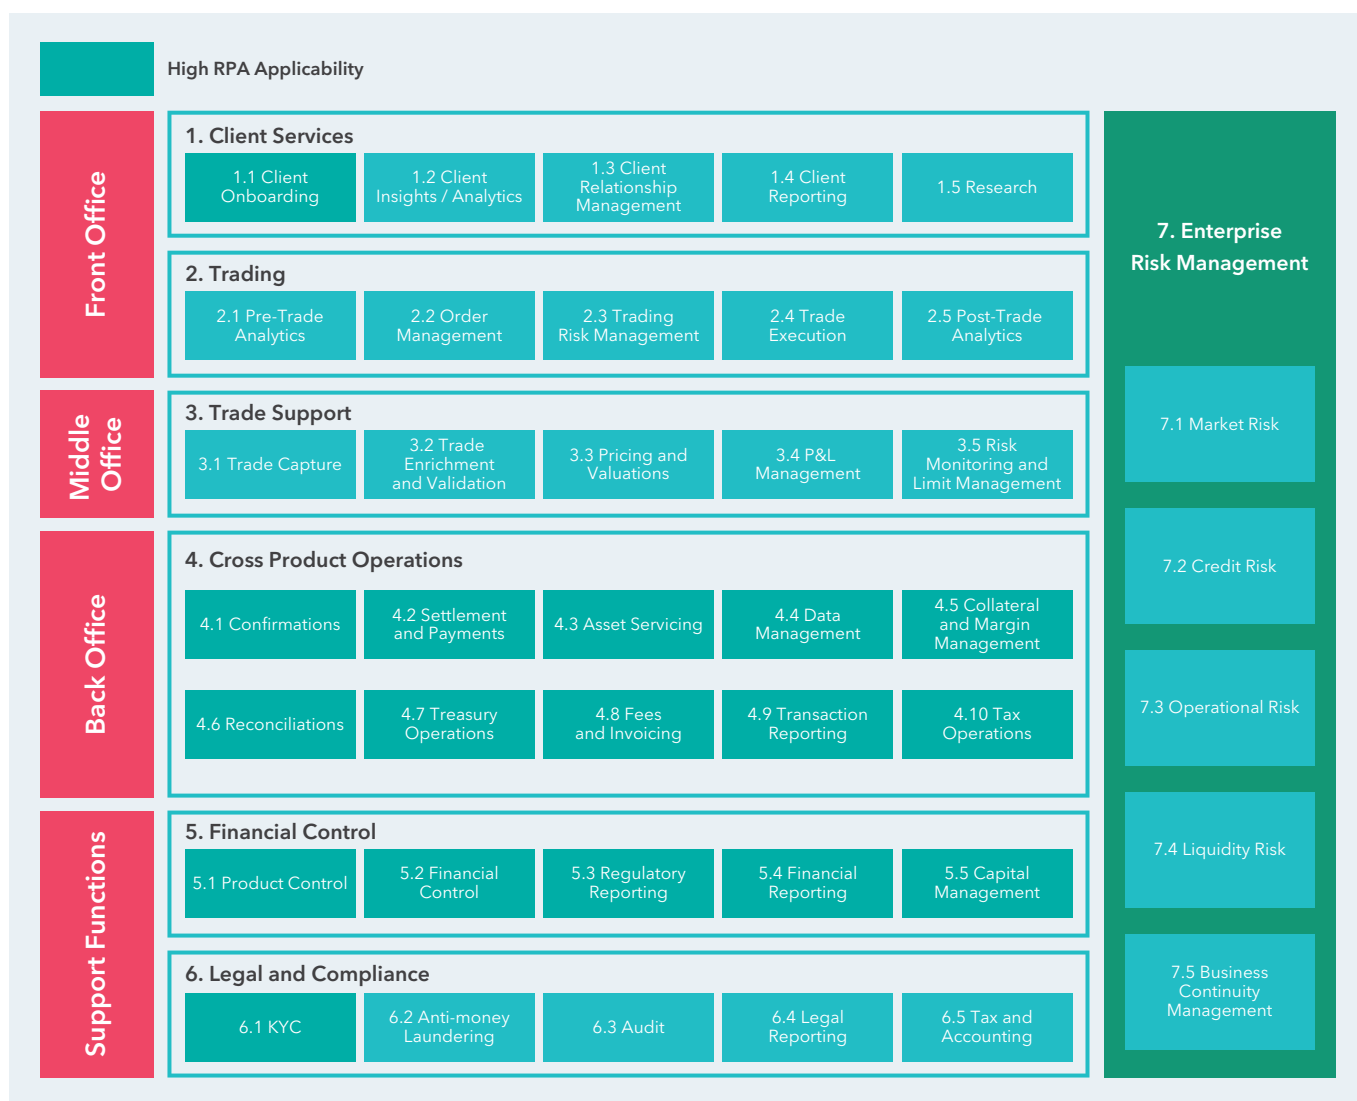 High RPA Applicability
Front Office
1. Client Services
1.1 Client
Onboarding
1.2 Client
Insights / Analytics
1.3 Client
Relationship
Management
1.4 Client
Reporting
1.5 Research
2. Trading
2.1 Pre-Trade
Analytics
2.2 Order
Management
2.3 Trading
Risk Management
2.4 Trade
Execution
2.5 Post-Trade
Analytics
Middle
Office
3. Trade Support
3.1 Trade Capture
3.2 Trade
Enrichment
and Validation
3.3 Pricing and
Valuations
3.4 P&L
Management
3.5 Risk
Monitoring and
Limit Management
Back Office
4. Cross Product Operations
4.1 Confirmations
4.2 Settlement
and Payments
4.3 Asset Servicing
4.4 Data
Management
4.5 Collateral
and Margin
Management
4.6 Reconciliations
4.7 Treasury
Operations
4.8 Fees
and Invoicing
4.9 Transaction
Reporting
4.10 Tax
Operations
Support Functions
5. Financial Control
5.1 Product Control
5.2 Financial
Control
5.3 Regulatory
Reporting
5.4 Financial
Reporting
5.5 Capital
Management
6. Legal and Compliance
6.1 KYC
6.2 Anti-money
Laundering
6.3 Audit
6.4 Legal
Reporting
6.5 Tax and
Accounting
7. Enterprise
Risk Management
7.1 Market Risk
7.2 Credit Risk
7.3 Operational Risk
7.4 Liquidity Risk
7.5 Business
Continuity
Management